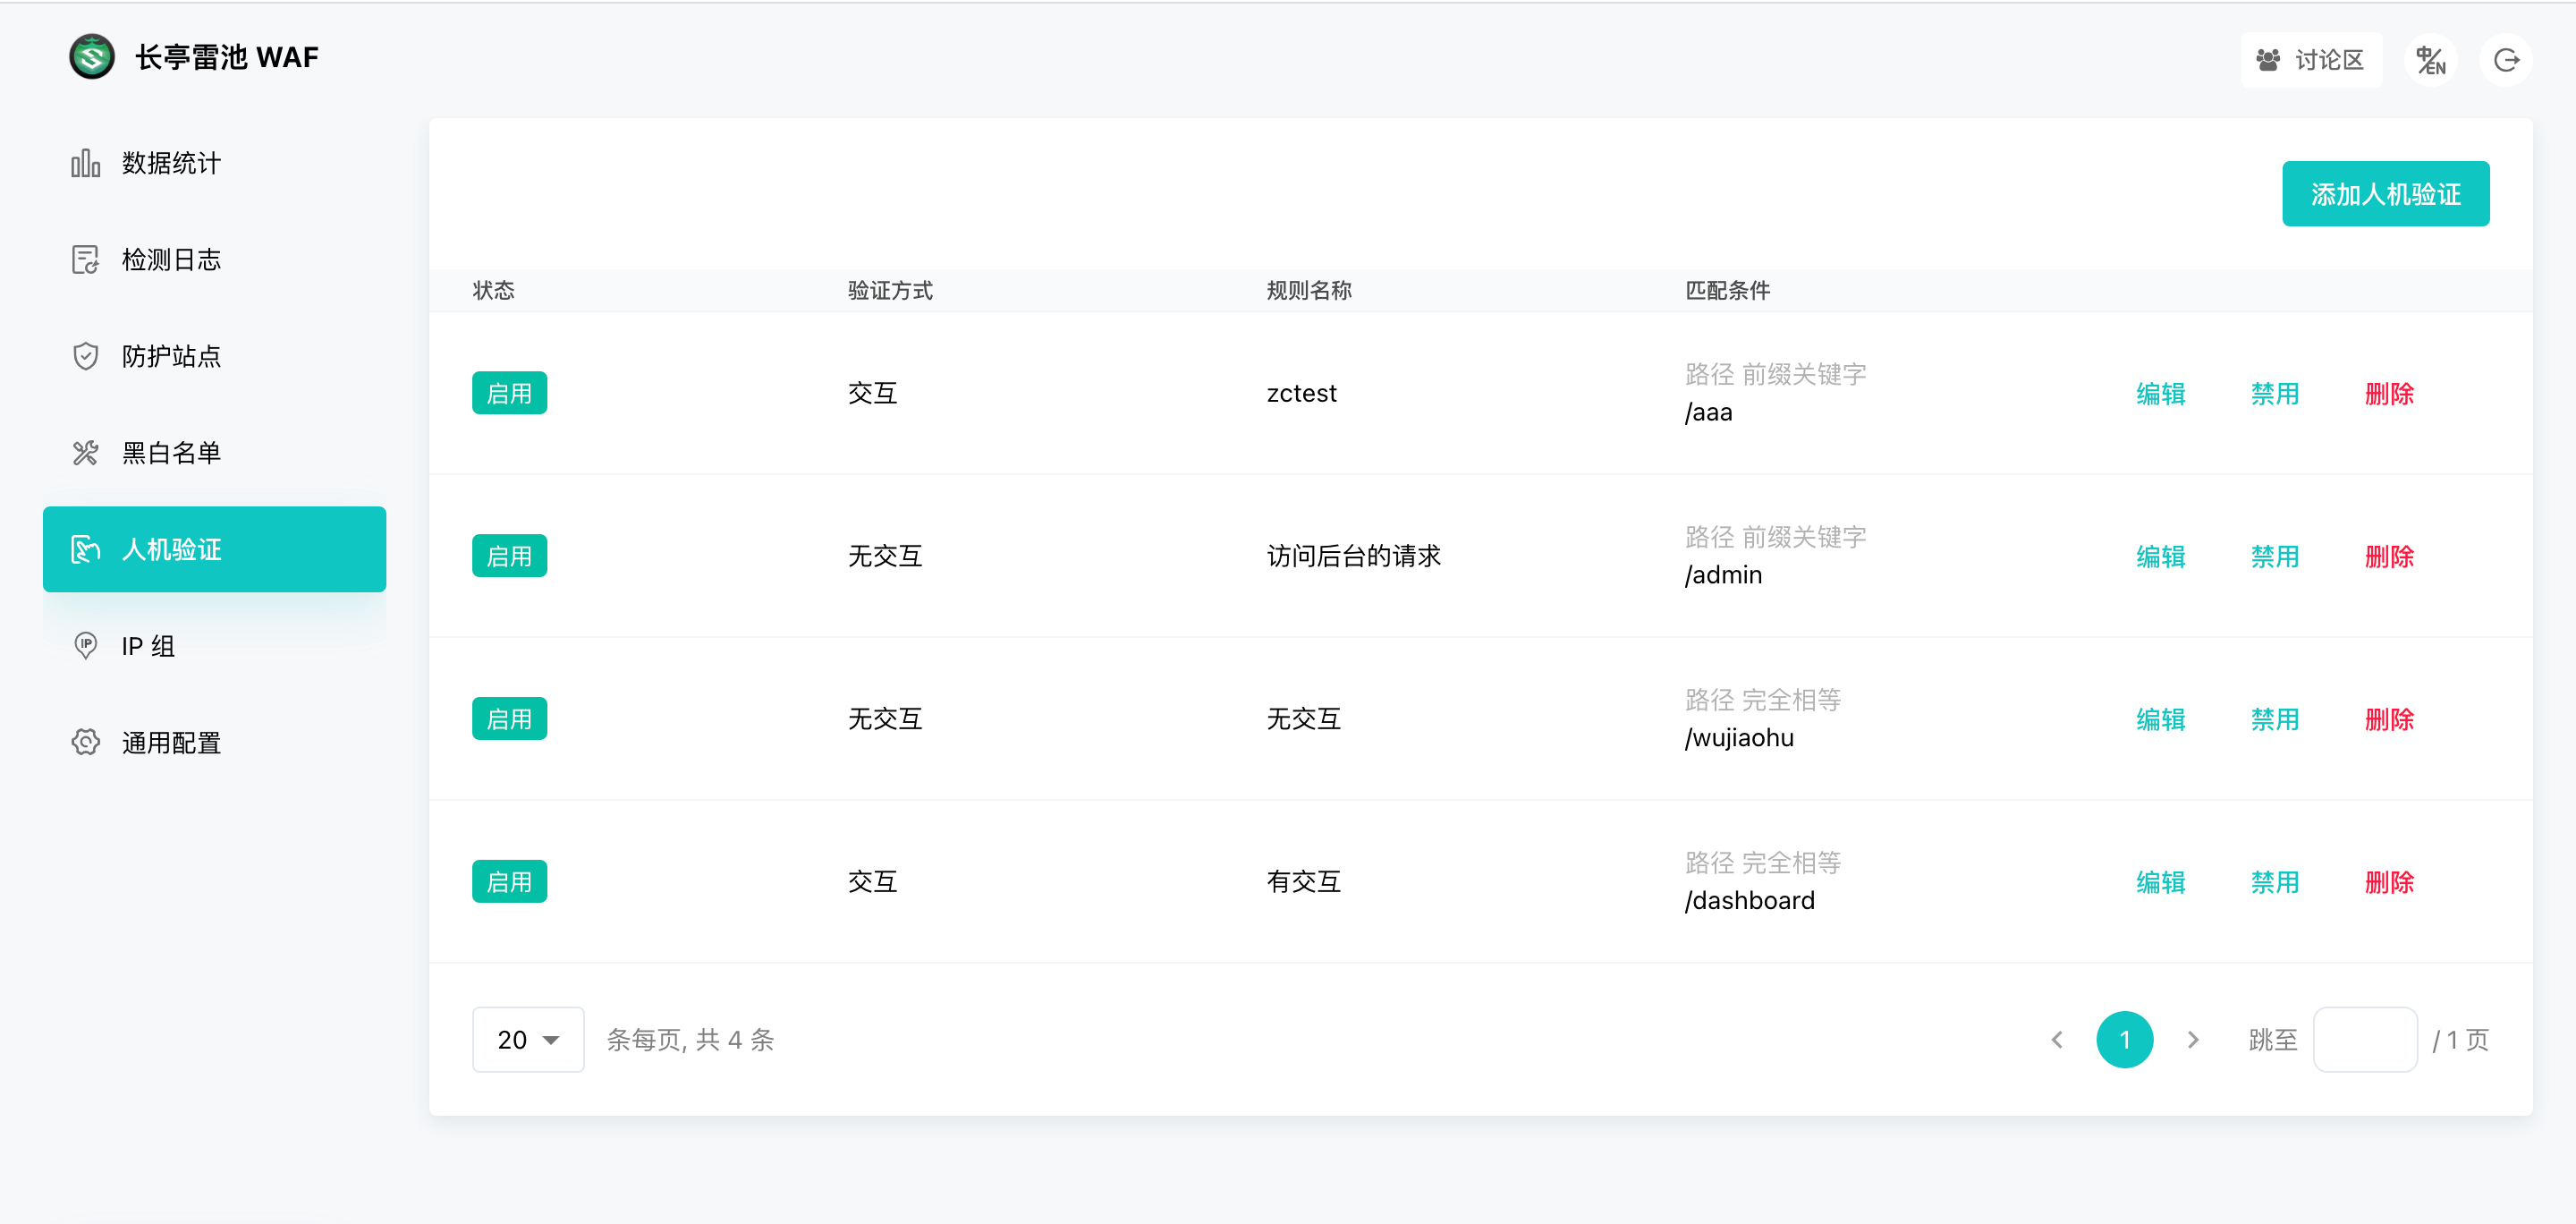 长亭雷池 WAF
讨论区
中/EN
数据统计
检测日志
防护站点
黑白名单
人机验证
IP
IP 组
通用配置
添加人机验证
状态 验证方式 规则名称 匹配条件
启用 交互 zctest 路径 前缀关键字 编辑 禁用 删除
/aaa
启用 无交互 访问后台的请求 路径 前缀关键字 编辑 禁用 删除
/admin
启用 无交互 无交互 路径 完全相等 编辑 禁用 删除
/wujiaohu
启用 交互 有交互 路径 完全相等 编辑 禁用 删除
/dashboard
20 条每页, 共 4 条 1 跳至 / 1 页